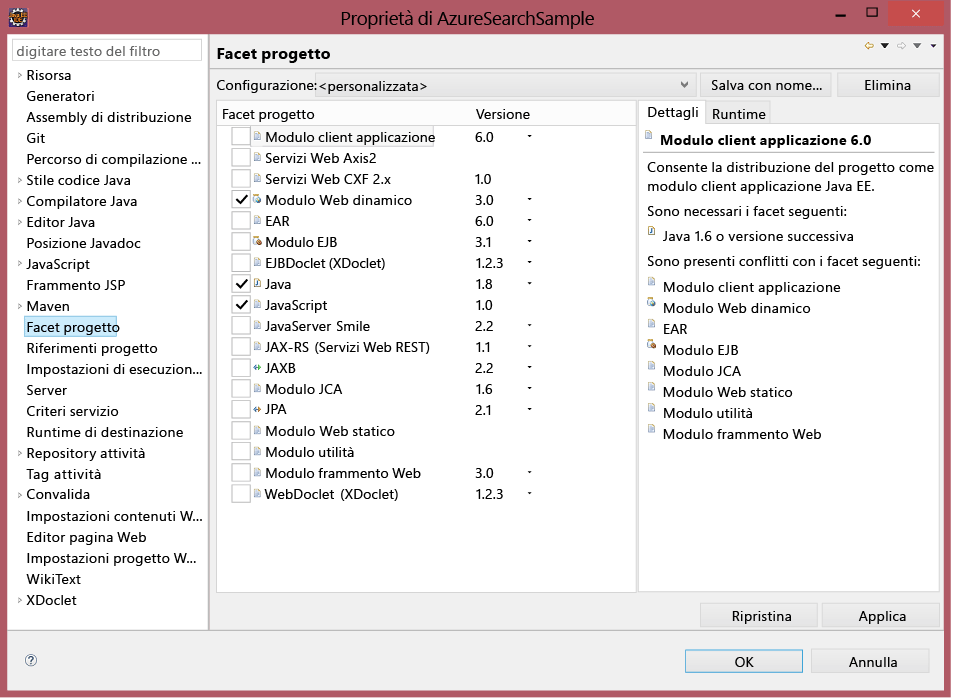 Proprietà di AzureSearchSample
digitare testo del filtro
Risorsa
Generatori
Assembly di distribuzione
Git
Percorso di compilazione ...
Stile codice Java
Compilatore Java
Editor Java
Posizione Javadoc
JavaScript
Frammento JSP
Maven
Facet progetto
Riferimenti progetto
Impostazioni di esecuzion...
Server
Criteri servizio
Runtime di destinazione
Repository attività
Tag attività
Convalida
Impostazioni contenuti W...
Editor pagina Web
Impostazioni progetto W...
WikiText
XDoclet
Facet progetto
Configurazione: <personalizzata> Salva con nome... Elimina
Facet progetto Versione
Modulo client applicazione 6.0
Servizi Web Axis2
Servizi Web CXF 2.x 1.0
Modulo Web dinamico 3.0
EAR 6.0
Modulo EJB 3.1
EJBDoclet (XDoclet) 1.2.3
Java 1.8
JavaScript 1.0
JavaServer Smile 2.2
JAX-RS (Servizi Web REST) 1.1
JAXB 2.2
Modulo JCA 1.6
JPA 2.1
Modulo Web statico
Modulo utilità
Modulo frammento Web 3.0
WebDoclet (XDoclet) 1.2.3
Dettagli Runtime
Modulo client applicazione 6.0
Consente la distribuzione del progetto come
modulo client applicazione Java EE.
Sono necessari i facet seguenti:
Java 1.6 o versione successiva
Sono presenti conflitti con i facet seguenti:
Modulo client applicazione
Modulo Web dinamico
EAR
Modulo EJB
Modulo JCA
Modulo Web statico
Modulo utilità
Modulo frammento Web
Ripristina Applica
OK Annulla